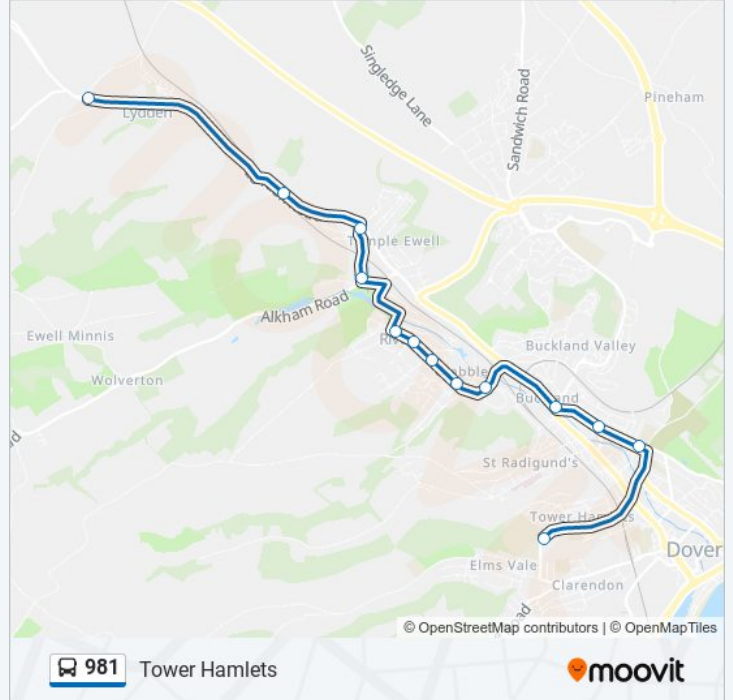 Singledge Lane
Sandwich Road
Pineham
Lydden
Temple Ewell
Alkham Road
Ewell Minnis
Wolverton
Buckland Valley
Buckland
St Radigund's
Tower Hamlets
Dover
Elms Vale
Clarendon
© OpenStreetMap contributors | © OpenMapTiles
981 Tower Hamlets
moovit